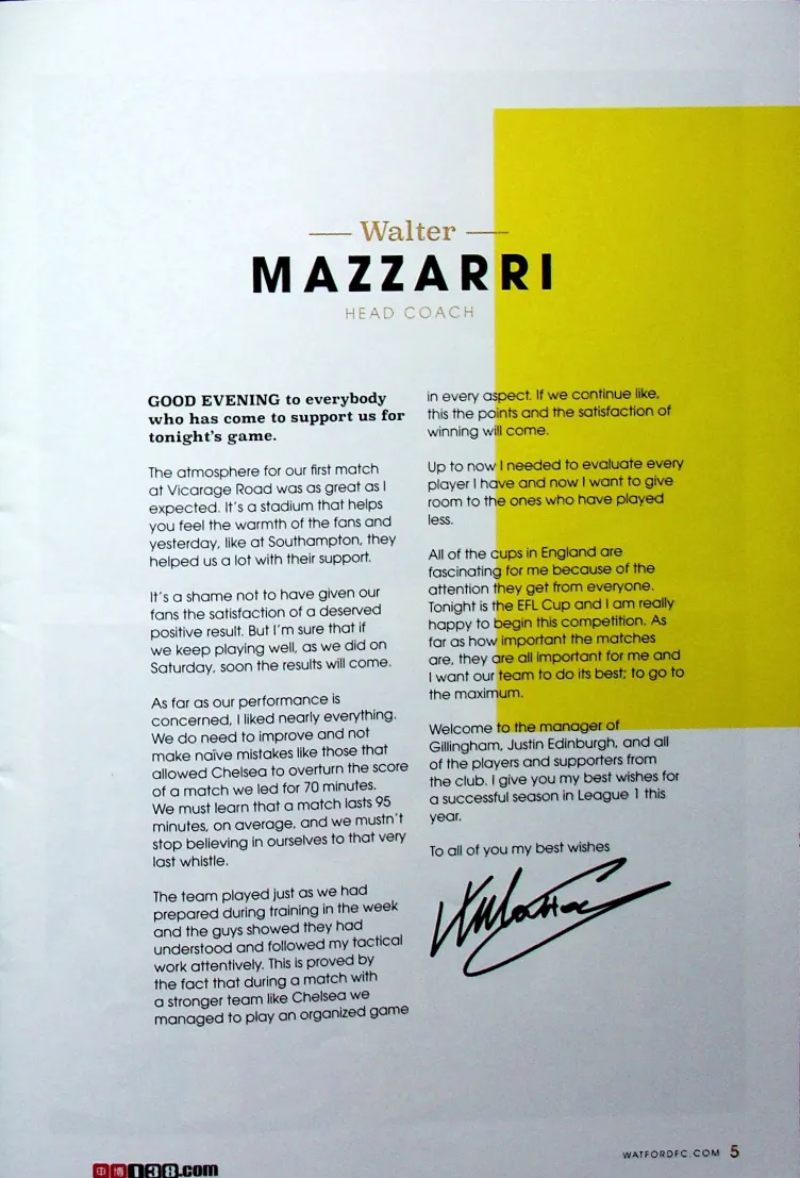 Walter
MAZZARRI
HEAD COACH
GOOD EVENING to everybody
who has come to support us for
tonight's game.
The atmosphere for our first match
at Vicarage Road was as great as I
expected. It's a stadium that helps
you feel the warmth of the fans and
yesterday, like at Southampton, they
helped us a lot with their support.
It's a shame not to have given our
fans the satisfaction of a deserved
positive result. But I'm sure that if
we keep playing well, as we did on
Saturday, soon the results will come.
As far as our performance is
concerned, I liked nearly everything.
We do need to improve and not
make naïve mistakes like those that
allowed Chelsea to overturn the score
of a match we led for 70 minutes.
We must learn that a match lasts 95
minutes, on average, and we mustn't
stop believing in ourselves to that very
last whistle.
The team played just as we had
prepared during training in the week
and the guys showed they had
understood and followed my tactical
work attentively. This is proved by
the fact that during a match with
a stronger team like Chelsea we
managed to play an organized game
in every aspect. If we continue like,
this the points and the satisfaction of
winning will come.
Up to now I needed to evaluate every
player I have and now I want to give
room to the ones who have played
less.
All of the cups in England are
fascinating for me because of the
attention they get from everyone.
Tonight is the EFL Cup and I am really
happy to begin this competition. As
far as how important the matches
are, they are all important for me and
I want our team to do its best; to go to
the maximum.
Welcome to the manager of
Gillingham, Justin Edinburgh, and all
of the players and supporters from
the club. I give you my best wishes for
a successful season in League 1 this
year.
To all of you my best wishes
WATFORDFC.COM 5
中博138.com